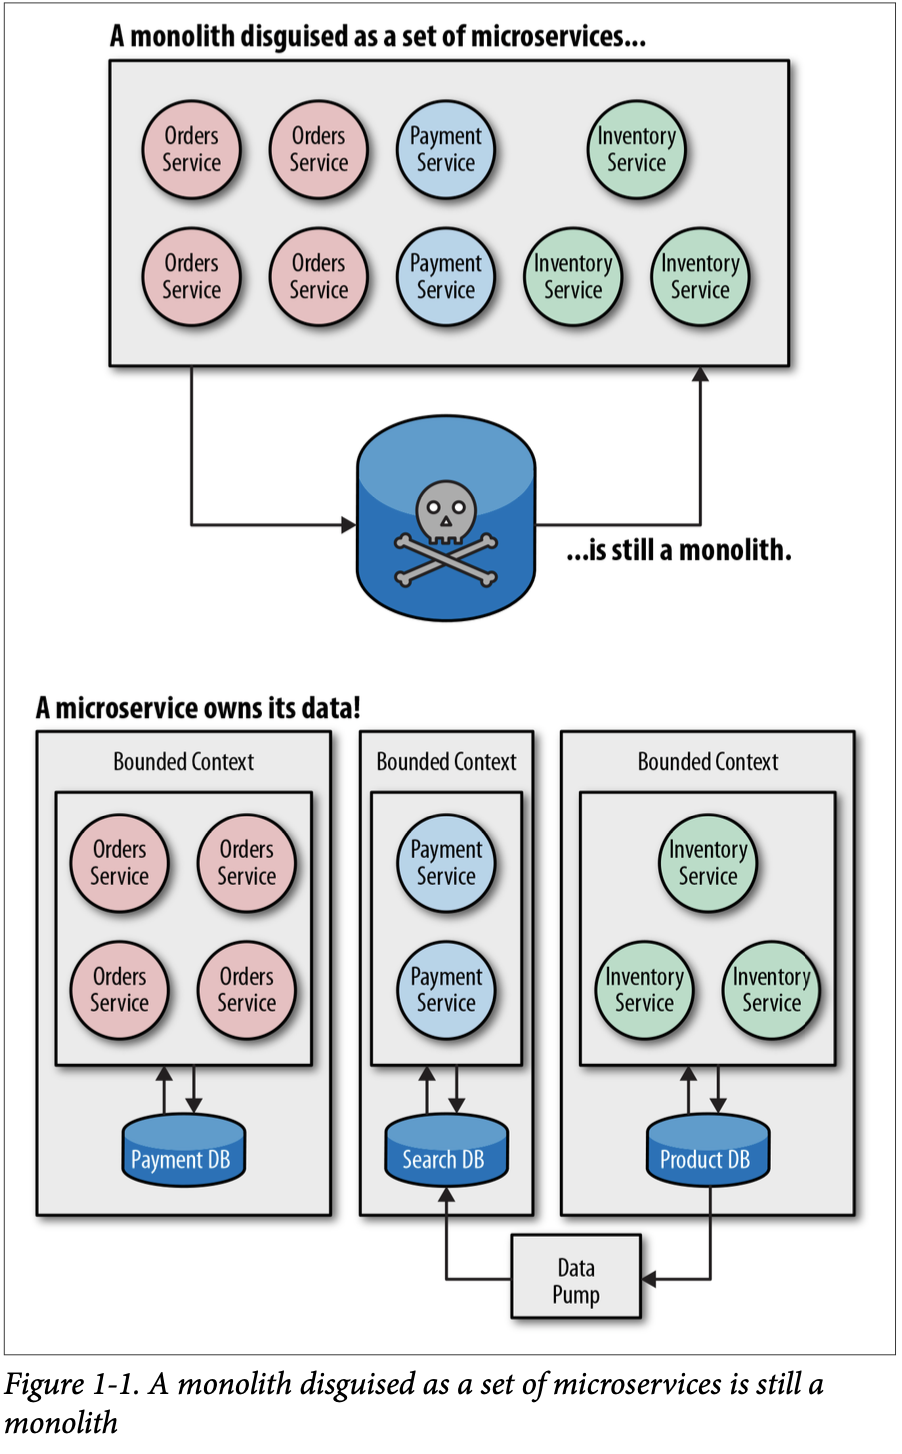 A monolith disguised as a set of microservices...
Orders
Service
Orders
Service
Payment
Service
Inventory
Service
Orders
Service
Orders
Service
Payment
Service
Inventory
Service
Inventory
Service
...is still a monolith.
A microservice owns its data!
Bounded Context
Orders
Service
Orders
Service
Orders
Service
Orders
Service
Payment DB
Bounded Context
Payment
Service
Payment
Service
Search DB
Bounded Context
Inventory
Service
Inventory
Service
Inventory
Service
Product DB
Data
Pump
Figure 1-1. A monolith disguised as a set of microservices is still a
monolith